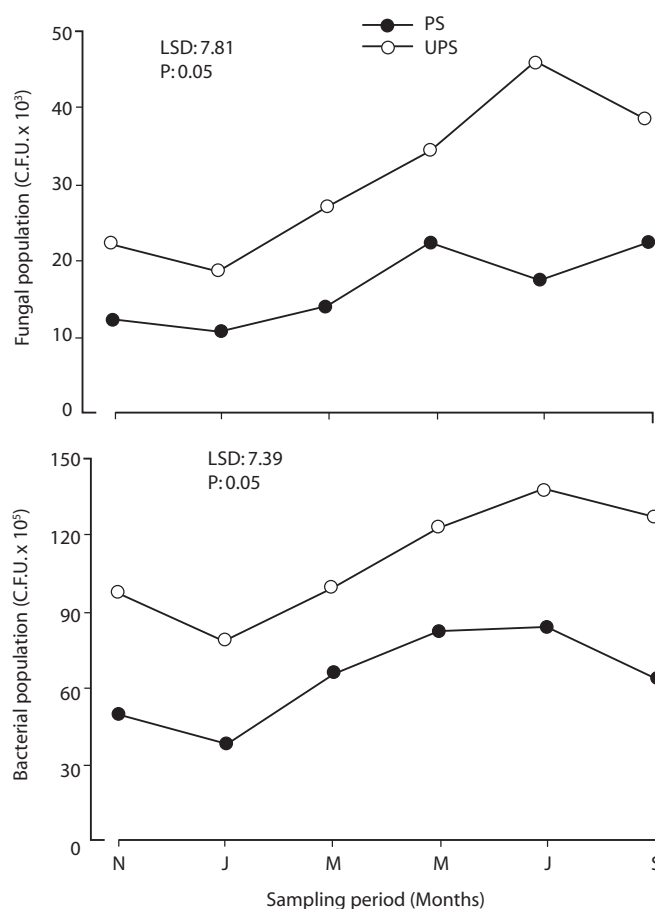 PS
UPS
LSD: 7.81
P: 0.05
50
40
30
20
10
0
Fungal population (C.F.U. x 10³)
LSD: 7.39
P: 0.05
150
120
90
60
30
0
Bacterial population (C.F.U. x 10⁵)
N J M M J S
Sampling period (Months)